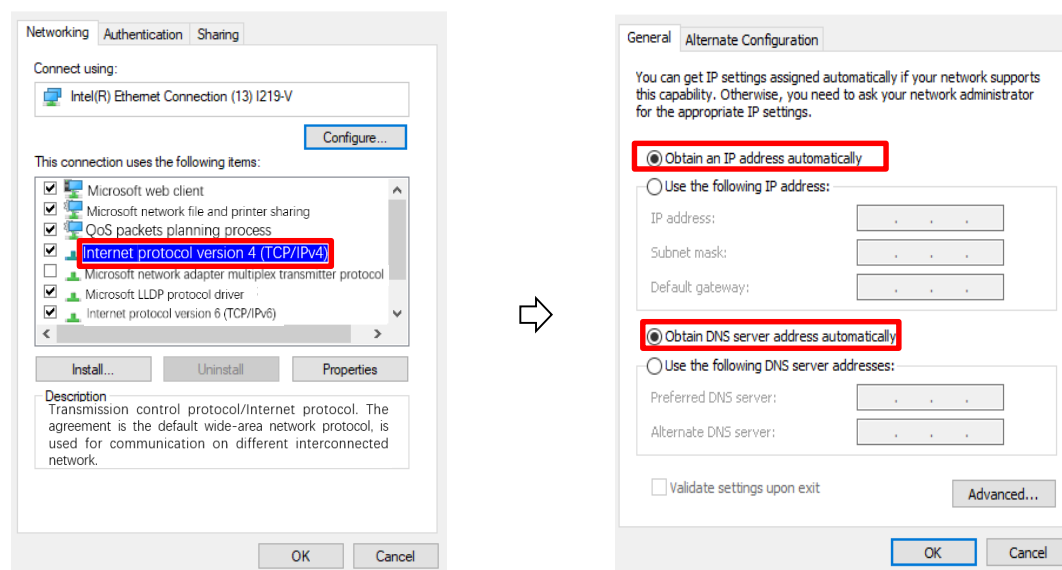 Networking Authentication Sharing
Connect using:
Intel(R) Ethernet Connection (13) I219-V
Configure...
This connection uses the following items:
Microsoft web client
Microsoft network file and printer sharing
QoS packets planning process
Internet protocol version 4 (TCP/IPv4)
Microsoft network adapter multiplex transmitter protocol
Microsoft LLDP protocol driver
Internet protocol version 6 (TCP/IPv6)
Install... Uninstall Properties
Description
Transmission control protocol/Internet protocol. The
agreement is the default wide-area network protocol, is
used for communication on different interconnected
network.
OK Cancel
General Alternate Configuration
You can get IP settings assigned automatically if your network supports
this capability. Otherwise, you need to ask your network administrator
for the appropriate IP settings.
Obtain an IP address automatically
Use the following IP address:
IP address:
Subnet mask:
Default gateway:
Obtain DNS server address automatically
Use the following DNS server addresses:
Preferred DNS server:
Alternate DNS server:
Validate settings upon exit
Advanced...
OK Cancel